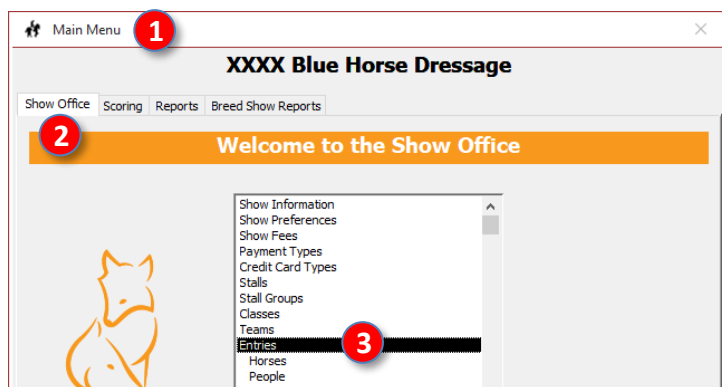 Main Menu 1
XXXX Blue Horse Dressage
Show Office Scoring Reports Breed Show Reports
2
Welcome to the Show Office
Show Information
Show Preferences
Show Fees
Payment Types
Credit Card Types
Stalls
Stall Groups
Classes
Teams
Entries 3
Horses
People